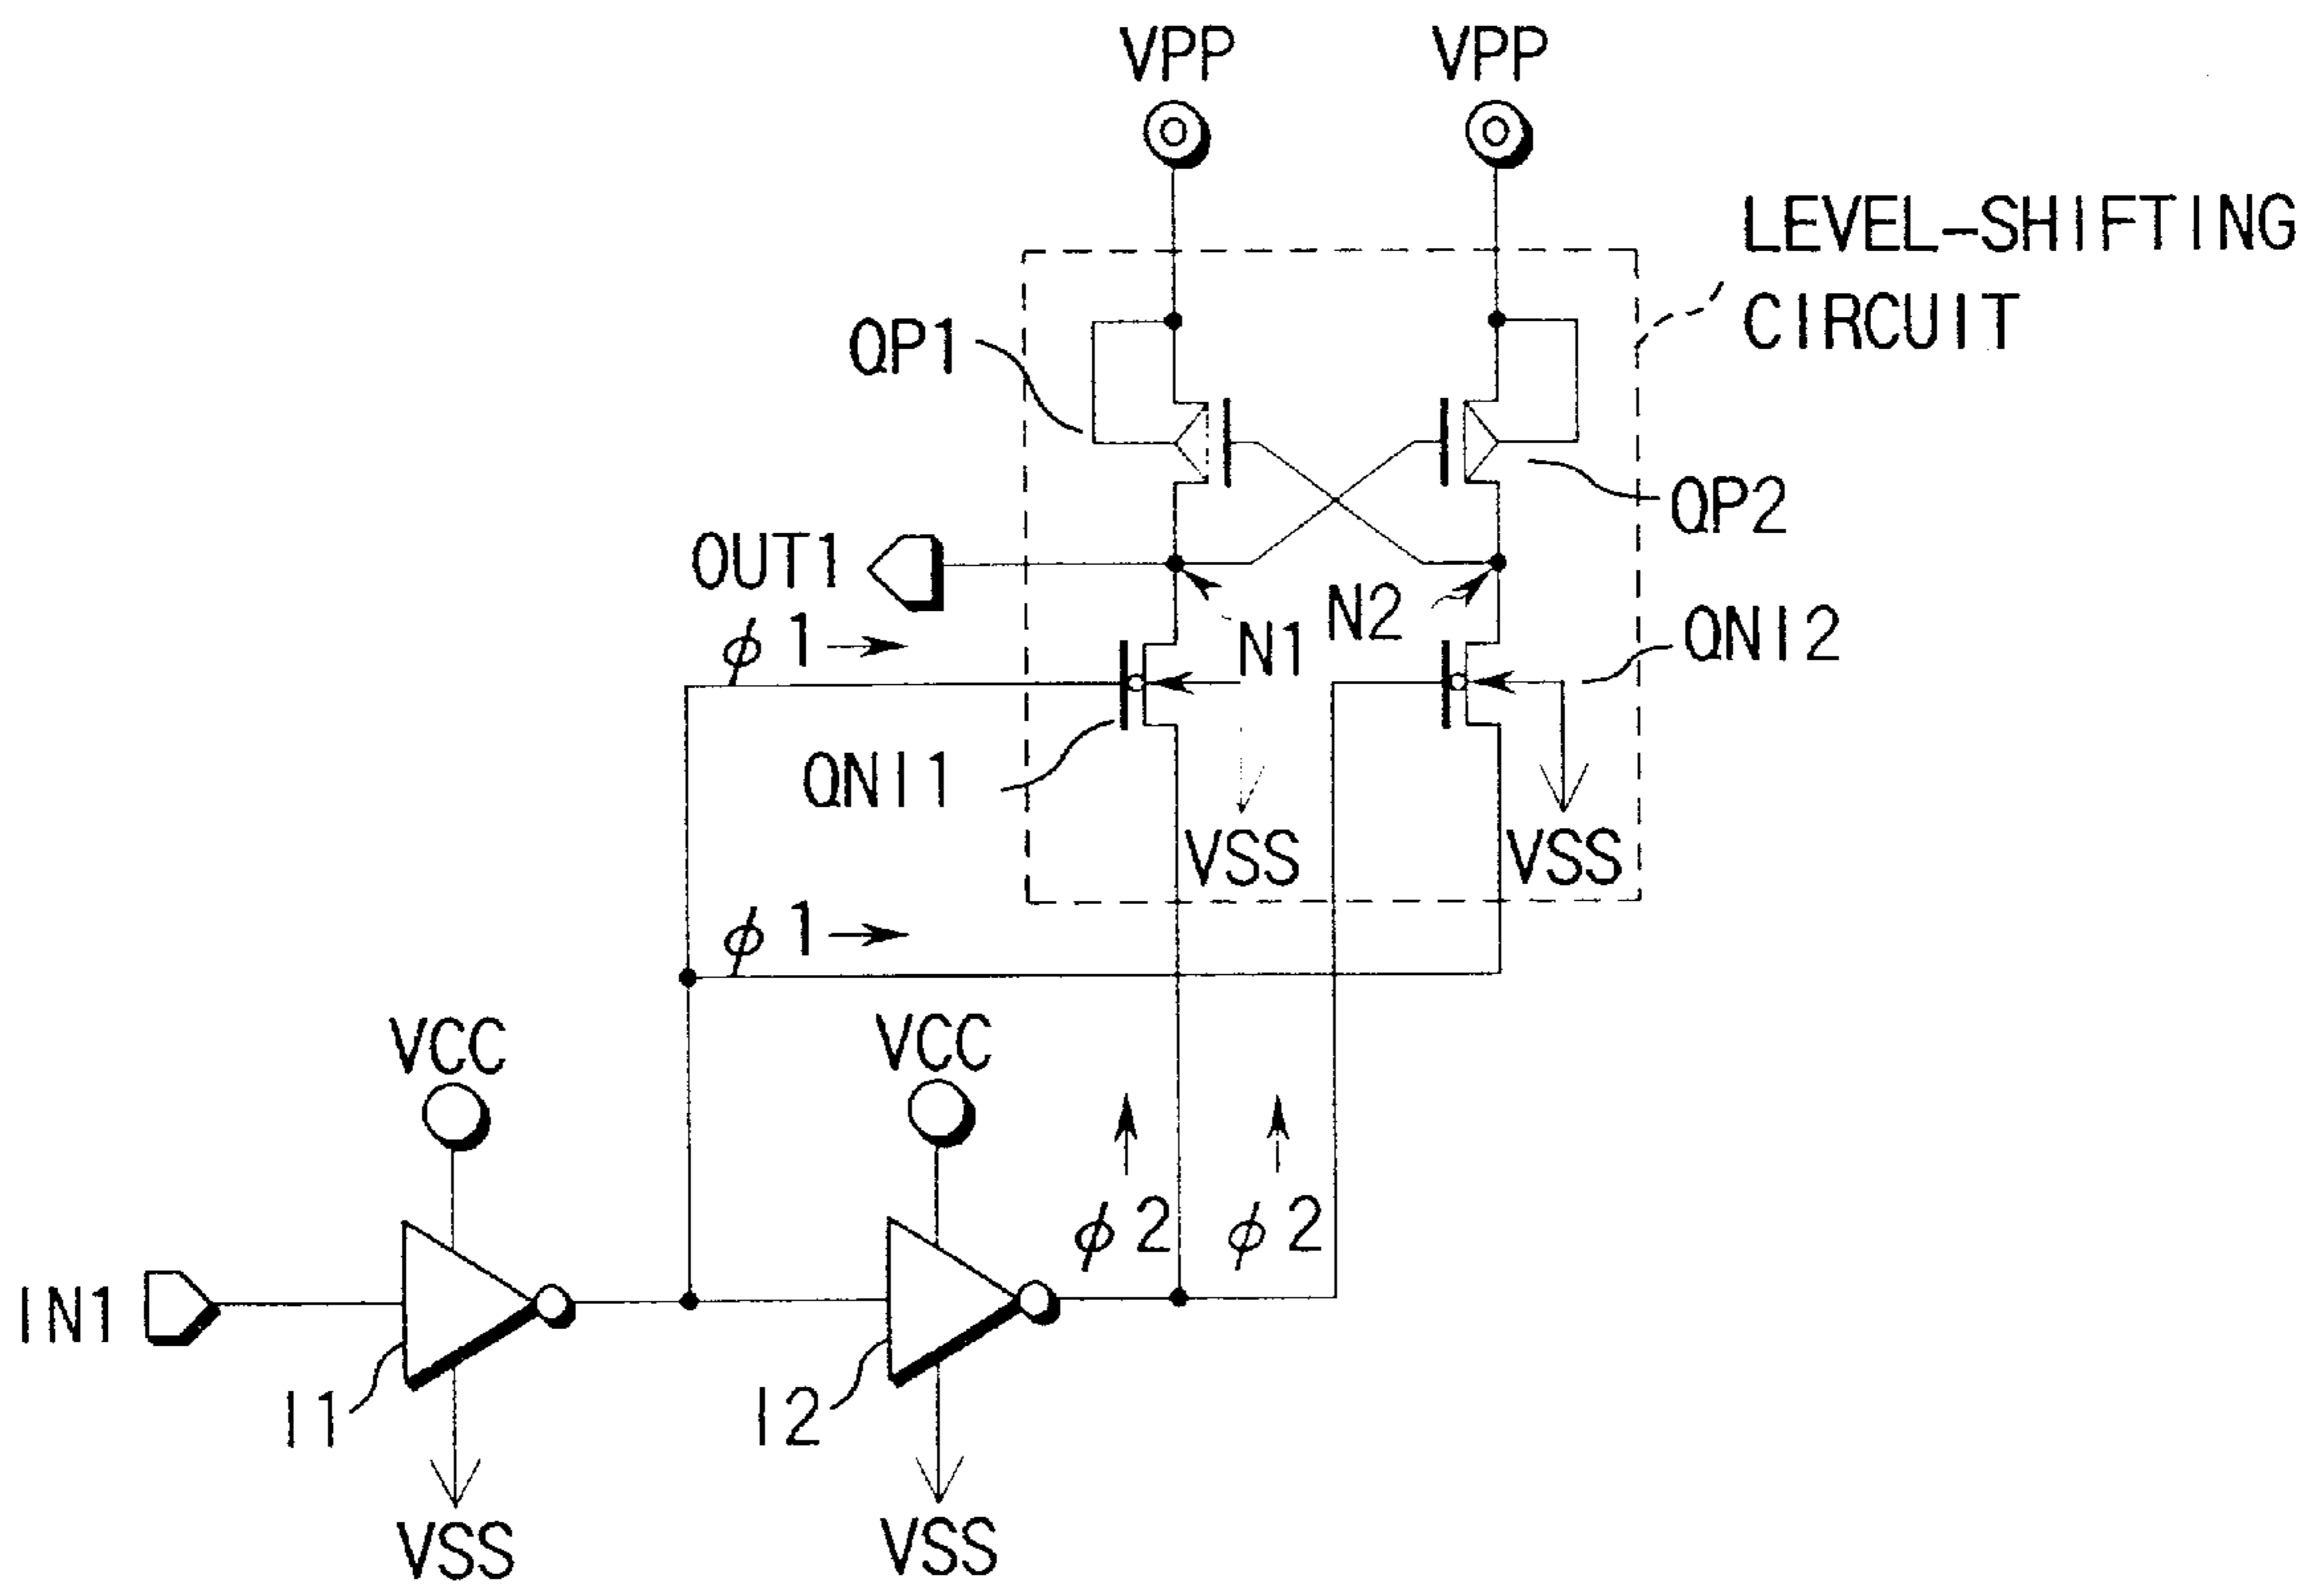 VPP VPP
LEVEL-SHIFTING
CIRCUIT
QP1
QP2
OUT1
N1
N2
QNI2
φ1
QNI1
VSS VSS
φ1
VCC VCC
φ2 φ2
IN1
I1 I2
VSS VSS